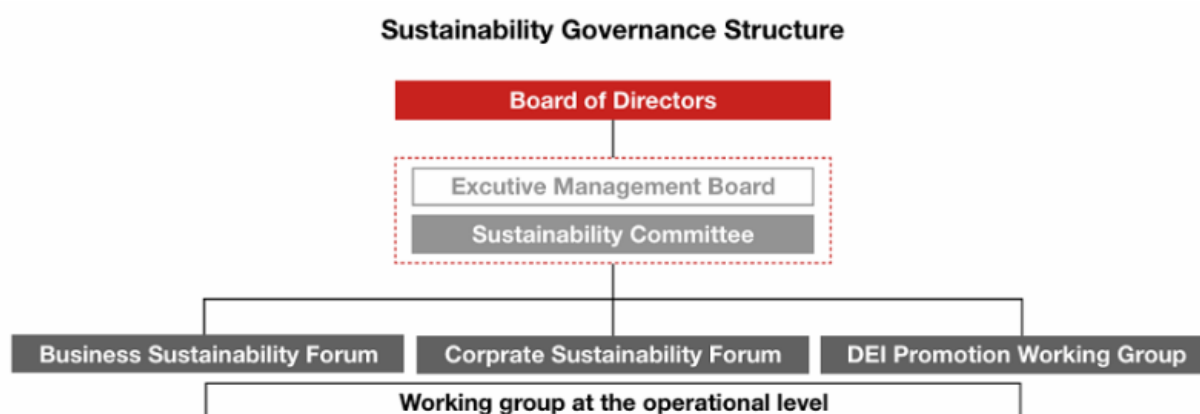 Sustainability Governance Structure
Board of Directors
Excutive Management Board
Sustainability Committee
Business Sustainability Forum
Corprate Sustainability Forum
DEI Promotion Working Group
Working group at the operational level